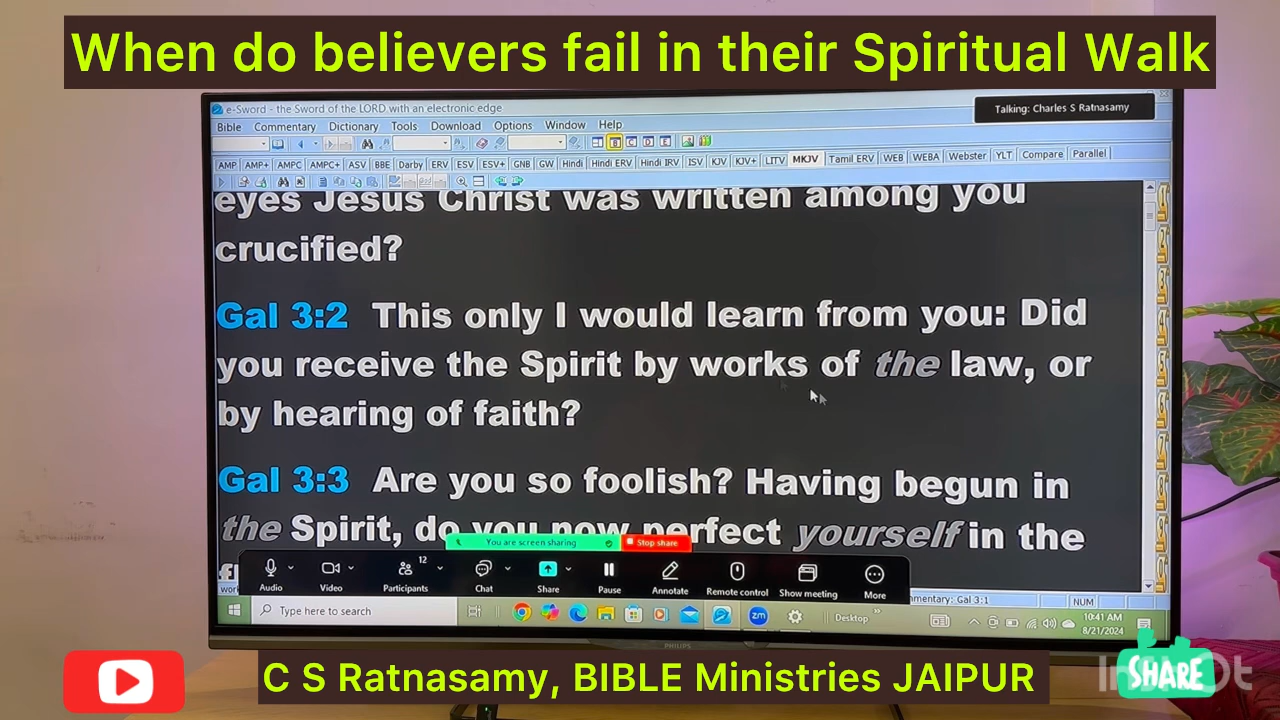 When do believers fail in their Spiritual Walk
e-Sword - the Sword of the LORD with an electronic edge
Talking: Charles S Ratnasamy
Bible Commentary Dictionary Tools Download Options Window Help
AMP AMP+ AMPC AMPC+ ASV BBE Darby ERV ESV ESV+ GNB GW Hindi Hindi ERV Hindi IRV ISV KJV KJV+ LITV MKJV Tamil ERV WEB WEBA Webster YLT Compare Parallel
eyes Jesus Christ was written among you
crucified?
Gal 3:2 This only I would learn from you: Did
you receive the Spirit by works of the law, or
by hearing of faith?
Gal 3:3 Are you so foolish? Having begun in
the Spirit, do you now perfect yourself in the
You are screen sharing Stop share
12
Audio Video Participants Chat Share Pause Annotate Remote control Show meeting More
mmentary: Gal 3:1 NUM
Type here to search
zm
Desktop
10:41 AM
8/21/2024
PHILIPS
C S Ratnasamy, BIBLE Ministries JAIPUR
SHARE